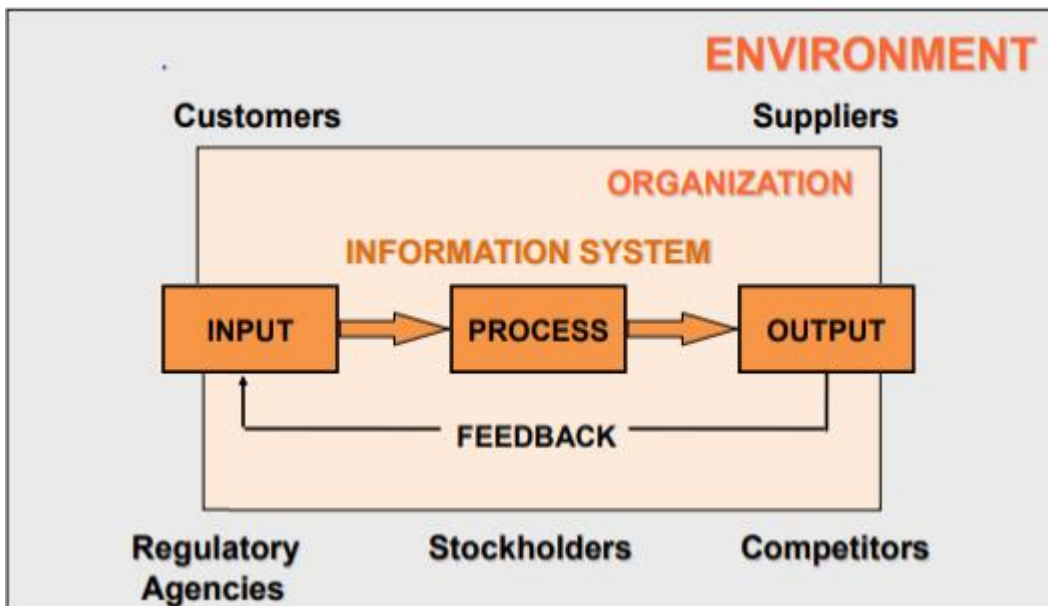 ENVIRONMENT
Customers
Suppliers
ORGANIZATION
INFORMATION SYSTEM
INPUT
PROCESS
OUTPUT
FEEDBACK
Regulatory
Agencies
Stockholders
Competitors